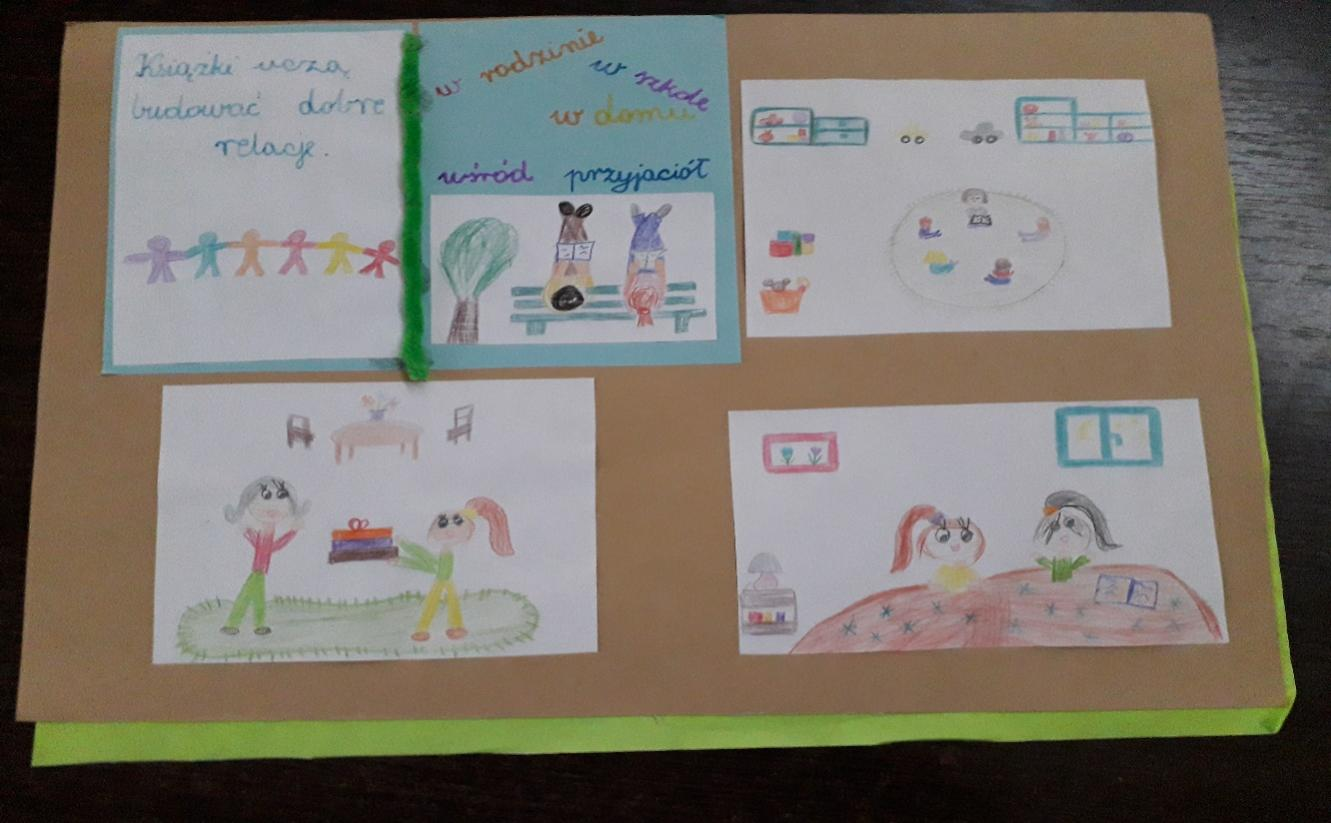 Książki uczą
budować dobre
relacje.
w rodzinie
w szkole
w domu
wśród przyjaciół